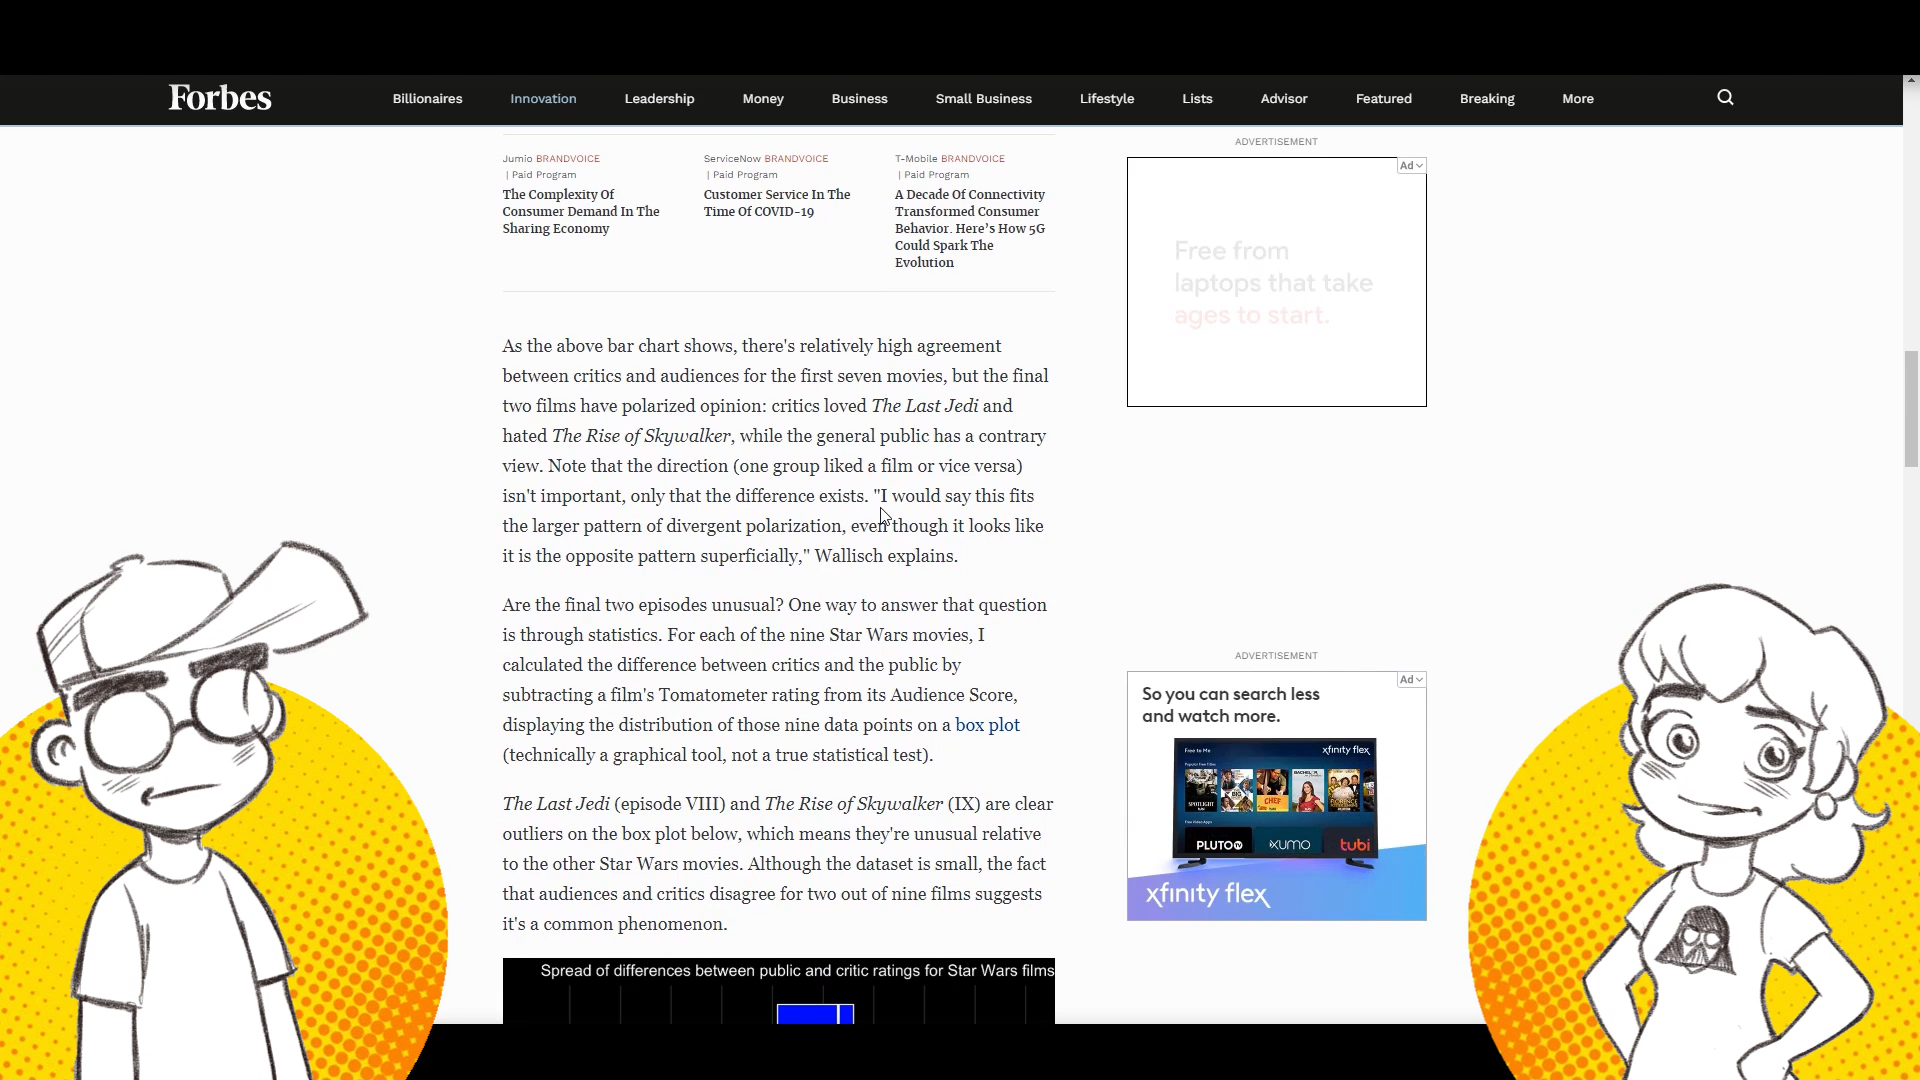 Forbes
Billionaires Innovation Leadership Money Business Small Business Lifestyle Lists Advisor Featured Breaking More
Jumio BRANDVOICE
| Paid Program
The Complexity Of
Consumer Demand In The
Sharing Economy
ServiceNow BRANDVOICE
| Paid Program
Customer Service In The
Time Of COVID-19
T-Mobile BRANDVOICE
| Paid Program
A Decade Of Connectivity
Transformed Consumer
Behavior. Here's How 5G
Could Spark The
Evolution
ADVERTISEMENT
Ad
Free from
laptops that take
ages to start.
As the above bar chart shows, there's relatively high agreement
between critics and audiences for the first seven movies, but the final
two films have polarized opinion: critics loved The Last Jedi and
hated The Rise of Skywalker, while the general public has a contrary
view. Note that the direction (one group liked a film or vice versa)
isn't important, only that the difference exists. "I would say this fits
the larger pattern of divergent polarization, even though it looks like
it is the opposite pattern superficially," Wallisch explains.
Are the final two episodes unusual? One way to answer that question
is through statistics. For each of the nine Star Wars movies, I
calculated the difference between critics and the public by
subtracting a film's Tomatometer rating from its Audience Score,
displaying the distribution of those nine data points on a box plot
(technically a graphical tool, not a true statistical test).
The Last Jedi (episode VIII) and The Rise of Skywalker (IX) are clear
outliers on the box plot below, which means they're unusual relative
to the other Star Wars movies. Although the dataset is small, the fact
that audiences and critics disagree for two out of nine films suggests
it's a common phenomenon.
Spread of differences between public and critic ratings for Star Wars films
ADVERTISEMENT
Ad
So you can search less
and watch more.
Free to Me
xfinity flex
Popular Free Films
SPOTLIGHT
BIG
CHEF
Free Video Apps
PLUTO TV
XUMO
tubi
xfinity flex